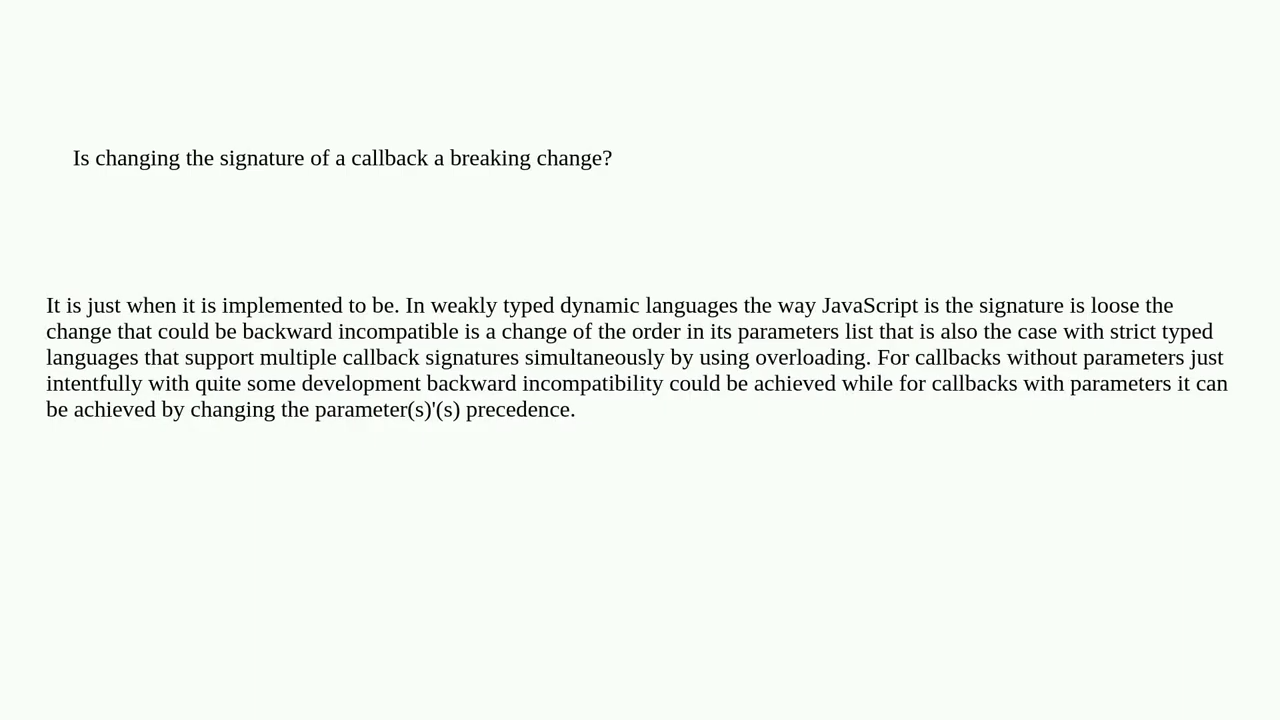 Is changing the signature of a callback a breaking change?
It is just when it is implemented to be. In weakly typed dynamic languages the way JavaScript is the signature is loose the
change that could be backward incompatible is a change of the order in its parameters list that is also the case with strict typed
languages that support multiple callback signatures simultaneously by using overloading. For callbacks without parameters just
intentfully with quite some development backward incompatibility could be achieved while for callbacks with parameters it can
be achieved by changing the parameter(s)'(s) precedence.